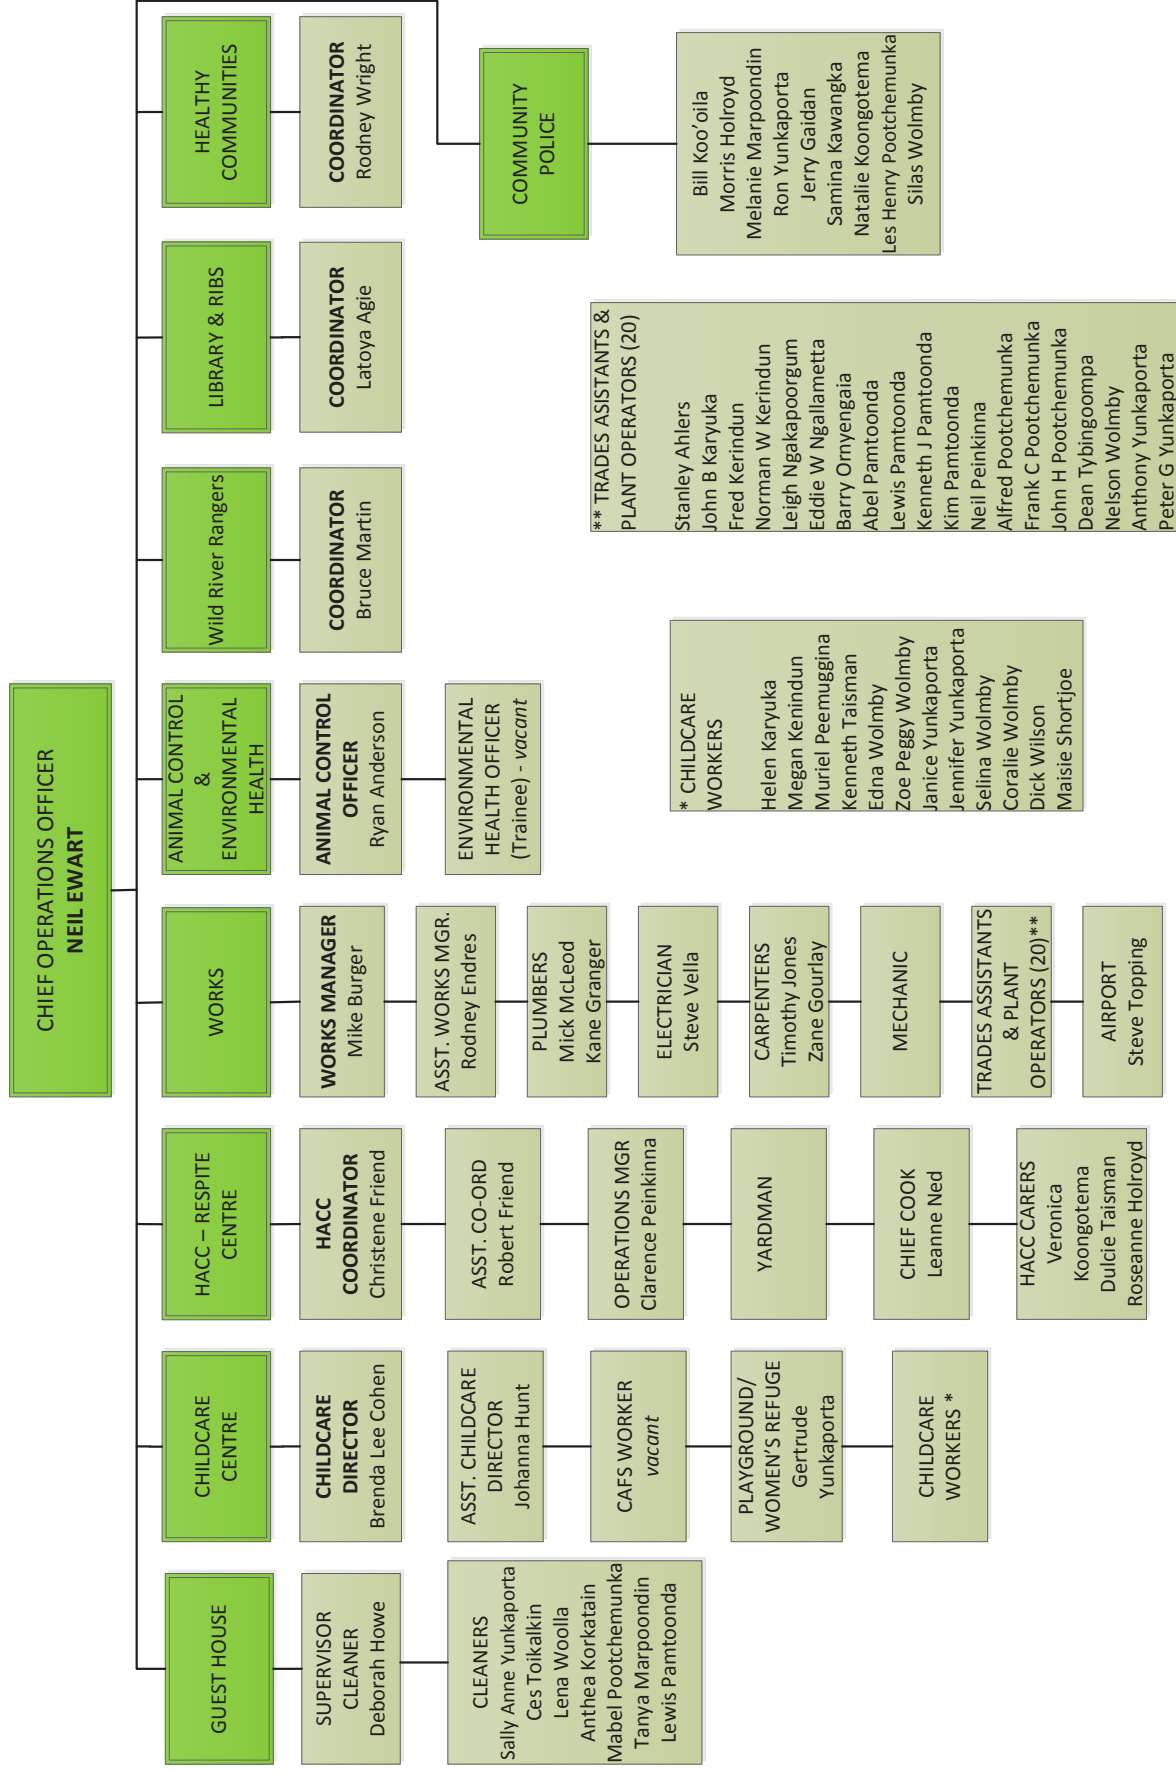 CHIEF OPERATIONS OFFICER
NEIL EWART
GUEST HOUSE
SUPERVISOR
CLEANER
Deborah Howe
CLEANERS
Sally Anne Yunkaporta
Ces Toikalkin
Lena Woolla
Anthea Korkatain
Mabel Pootchemunka
Tanya Marpoondin
Lewis Pamtoonda
CHILDCARE
CENTRE
CHILDCARE
DIRECTOR
Brenda Lee Cohen
ASST. CHILDCARE
DIRECTOR
Johanna Hunt
CAFS WORKER
vacant
PLAYGROUND/
WOMEN'S REFUGE
Gertrude
Yunkaporta
CHILDCARE
WORKERS *
HACC – RESPITE
CENTRE
HACC
COORDINATOR
Christene Friend
ASST. CO-ORD
Robert Friend
OPERATIONS MGR
Clarence Peinkinna
YARDMAN
CHIEF COOK
Leanne Ned
HACC CARERS
Veronica
Koongotema
Dulcie Taisman
Roseanne Holroyd
WORKS
WORKS MANAGER
Mike Burger
ASST. WORKS MGR.
Rodney Endres
PLUMBERS
Mick McLeod
Kane Granger
ELECTRICIAN
Steve Vella
CARPENTERS
Timothy Jones
Zane Gourlay
MECHANIC
TRADES ASSISTANTS
& PLANT
OPERATORS (20)**
AIRPORT
Steve Topping
ANIMAL CONTROL
&
ENVIRONMENTAL
HEALTH
ANIMAL CONTROL
OFFICER
Ryan Anderson
ENVIRONMENTAL
HEALTH OFFICER
(Trainee) - vacant
Wild River Rangers
COORDINATOR
Bruce Martin
LIBRARY & RIBS
COORDINATOR
Latoya Agie
HEALTHY
COMMUNITIES
COORDINATOR
Rodney Wright
COMMUNITY
POLICE
Bill Koo'oila
Morris Holroyd
Melanie Marpoondin
Ron Yunkaporta
Jerry Gaidan
Samina Kawangka
Natalie Koongotema
Les Henry Pootchemunka
Silas Wolmby
* CHILDCARE
WORKERS
Helen Karyuka
Megan Kenindun
Muriel Peemuggina
Kenneth Taisman
Edna Wolmby
Zoe Peggy Wolmby
Janice Yunkaporta
Jennifer Yunkaporta
Selina Wolmby
Coralie Wolmby
Dick Wilson
Maisie Shortjoe
** TRADES ASISTANTS &
PLANT OPERATORS (20)
Stanley Ahlers
John B Karyuka
Fred Kerindun
Norman W Kerindun
Leigh Ngakapoorgum
Eddie W Ngallametta
Barry Ornyengaia
Abel Pamtoonda
Lewis Pamtoonda
Kenneth J Pamtoonda
Kim Pamtoonda
Neil Peinkinna
Alfred Pootchemunka
Frank C Pootchemunka
John H Pootchemunka
Dean Tybingoompa
Nelson Wolmby
Anthony Yunkaporta
Peter G Yunkaporta